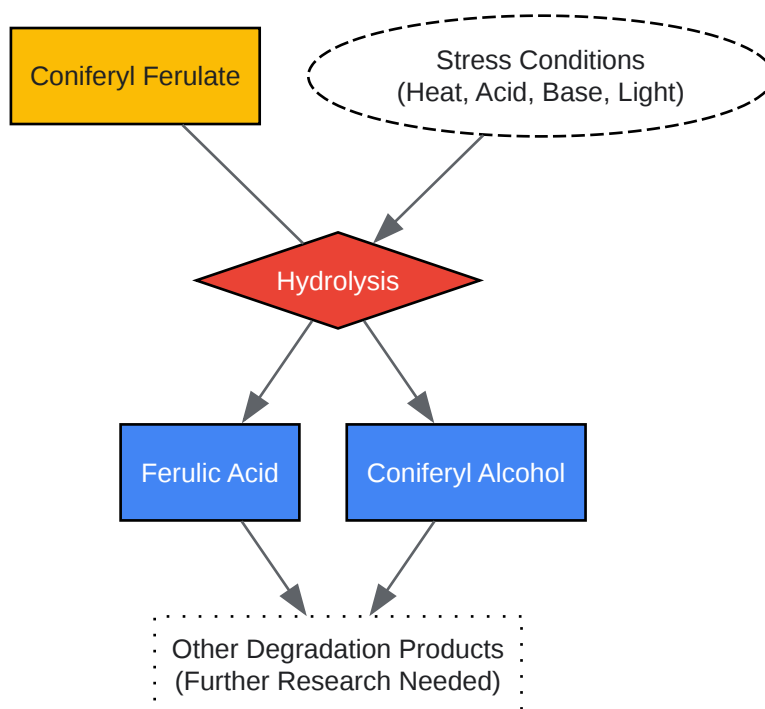 Coniferyl Ferulate
Stress Conditions
(Heat, Acid, Base, Light)
Hydrolysis
Ferulic Acid
Coniferyl Alcohol
Other Degradation Products
(Further Research Needed)